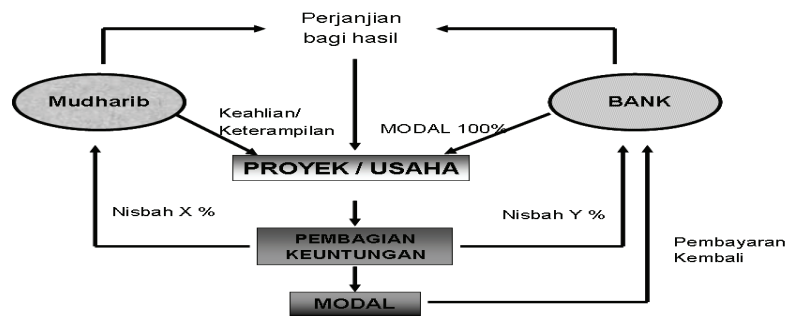 Perjanjian
bagi hasil
Mudharib
BANK
Keahlian/
Keterampilan
MODAL 100%
PROYEK / USAHA
Nisbah X %
Nisbah Y %
PEMBAGIAN
KEUNTUNGAN
Pembayaran
Kembali
MODAL